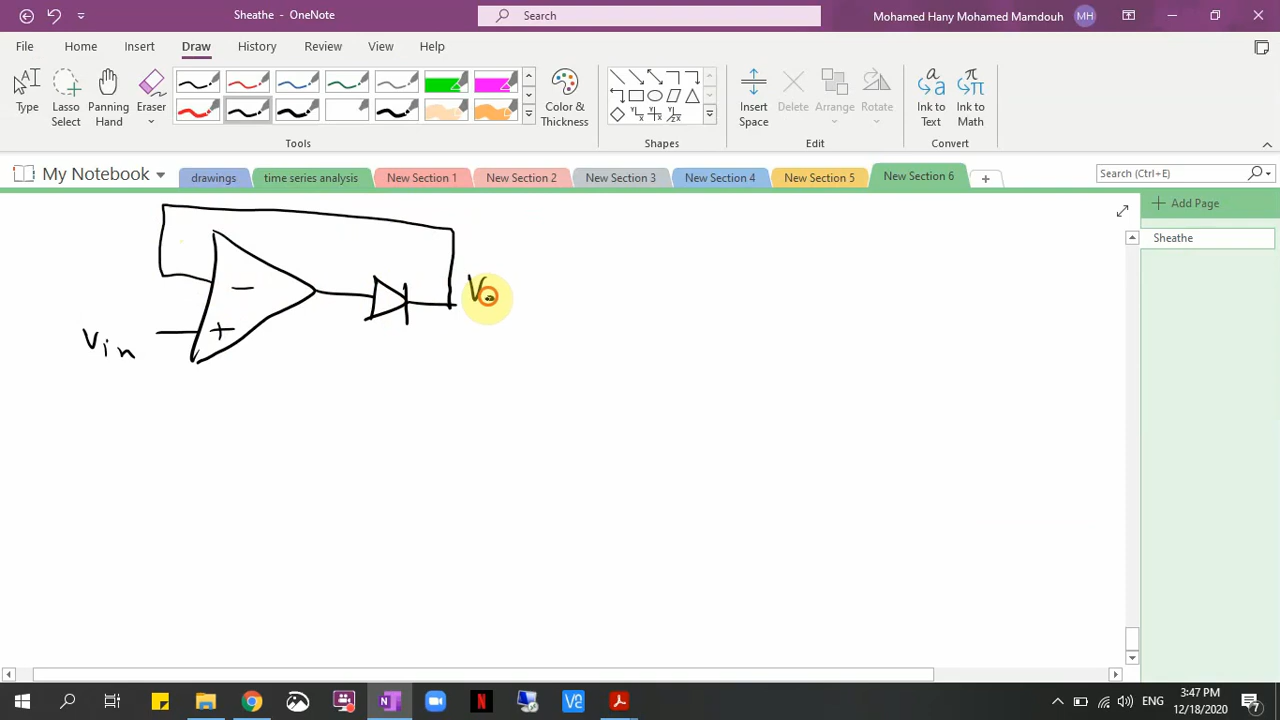 Sheathe - OneNote
Search
Mohamed Hany Mohamed Mamdouh
MH
File Home Insert Draw History Review View Help
Type
Lasso Select
Panning Hand
Eraser
Color & Thickness
Insert Space
Delete
Arrange
Rotate
Ink to Text
Ink to Math
Tools
Shapes
Edit
Convert
My Notebook
drawings
time series analysis
New Section 1
New Section 2
New Section 3
New Section 4
New Section 5
New Section 6
Search (Ctrl+E)
Add Page
Sheathe
−
+
Vin
V
ENG
3:47 PM
12/18/2020
7